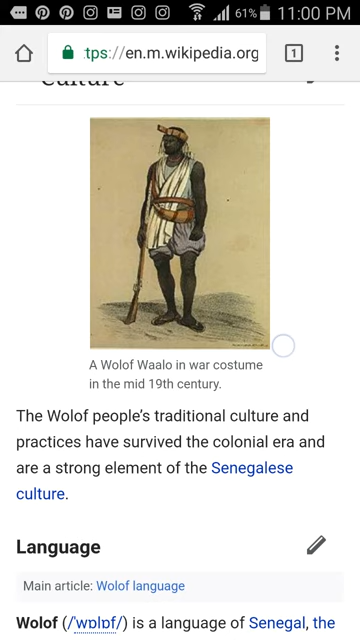 61% 11:00 PM
tps://en.m.wikipedia.org
1
Culture
A Wolof Waalo in war costume
in the mid 19th century.
The Wolof people's traditional culture and
practices have survived the colonial era and
are a strong element of the Senegalese
culture.
Language
Main article: Wolof language
Wolof (/ˈwɒlɒf/) is a language of Senegal, the